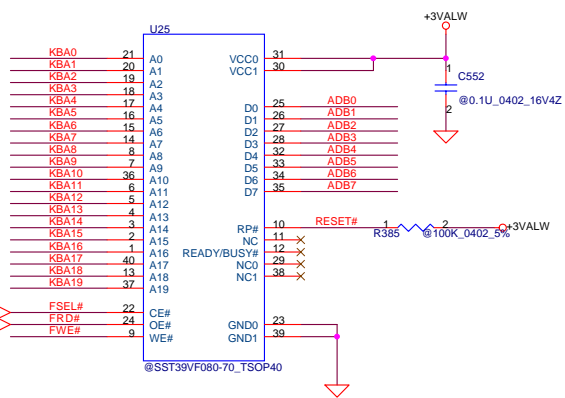 +3VALW
U25
KBA0 21 A0 VCC0 31
KBA1 20 A1 VCC1 30
KBA2 19 A2
KBA3 18 A3
KBA4 17 A4 D0 25 ADB0
KBA5 16 A5 D1 26 ADB1
KBA6 15 A6 D2 27 ADB2
KBA7 14 A7 D3 28 ADB3
KBA8 8 A8 D4 32 ADB4
KBA9 7 A9 D5 33 ADB5
KBA10 36 A10 D6 34 ADB6
KBA11 6 A11 D7 35 ADB7
KBA12 5 A12
KBA13 4 A13
KBA14 3 A14 RP# 10 RESET# 1 2 +3VALW
KBA15 2 A15 NC 11 R385 @100K_0402_5%
KBA16 1 A16 READY/BUSY# 12
KBA17 40 A17 NC0 29
KBA18 13 A18 NC1 38
KBA19 37 A19
FSEL# 22 CE# GND0 23
FRD# 24 OE# GND1 39
FWE# 9 WE#
@SST39VF080-70_TSOP40
1
C552
@0.1U_0402_16V4Z
2